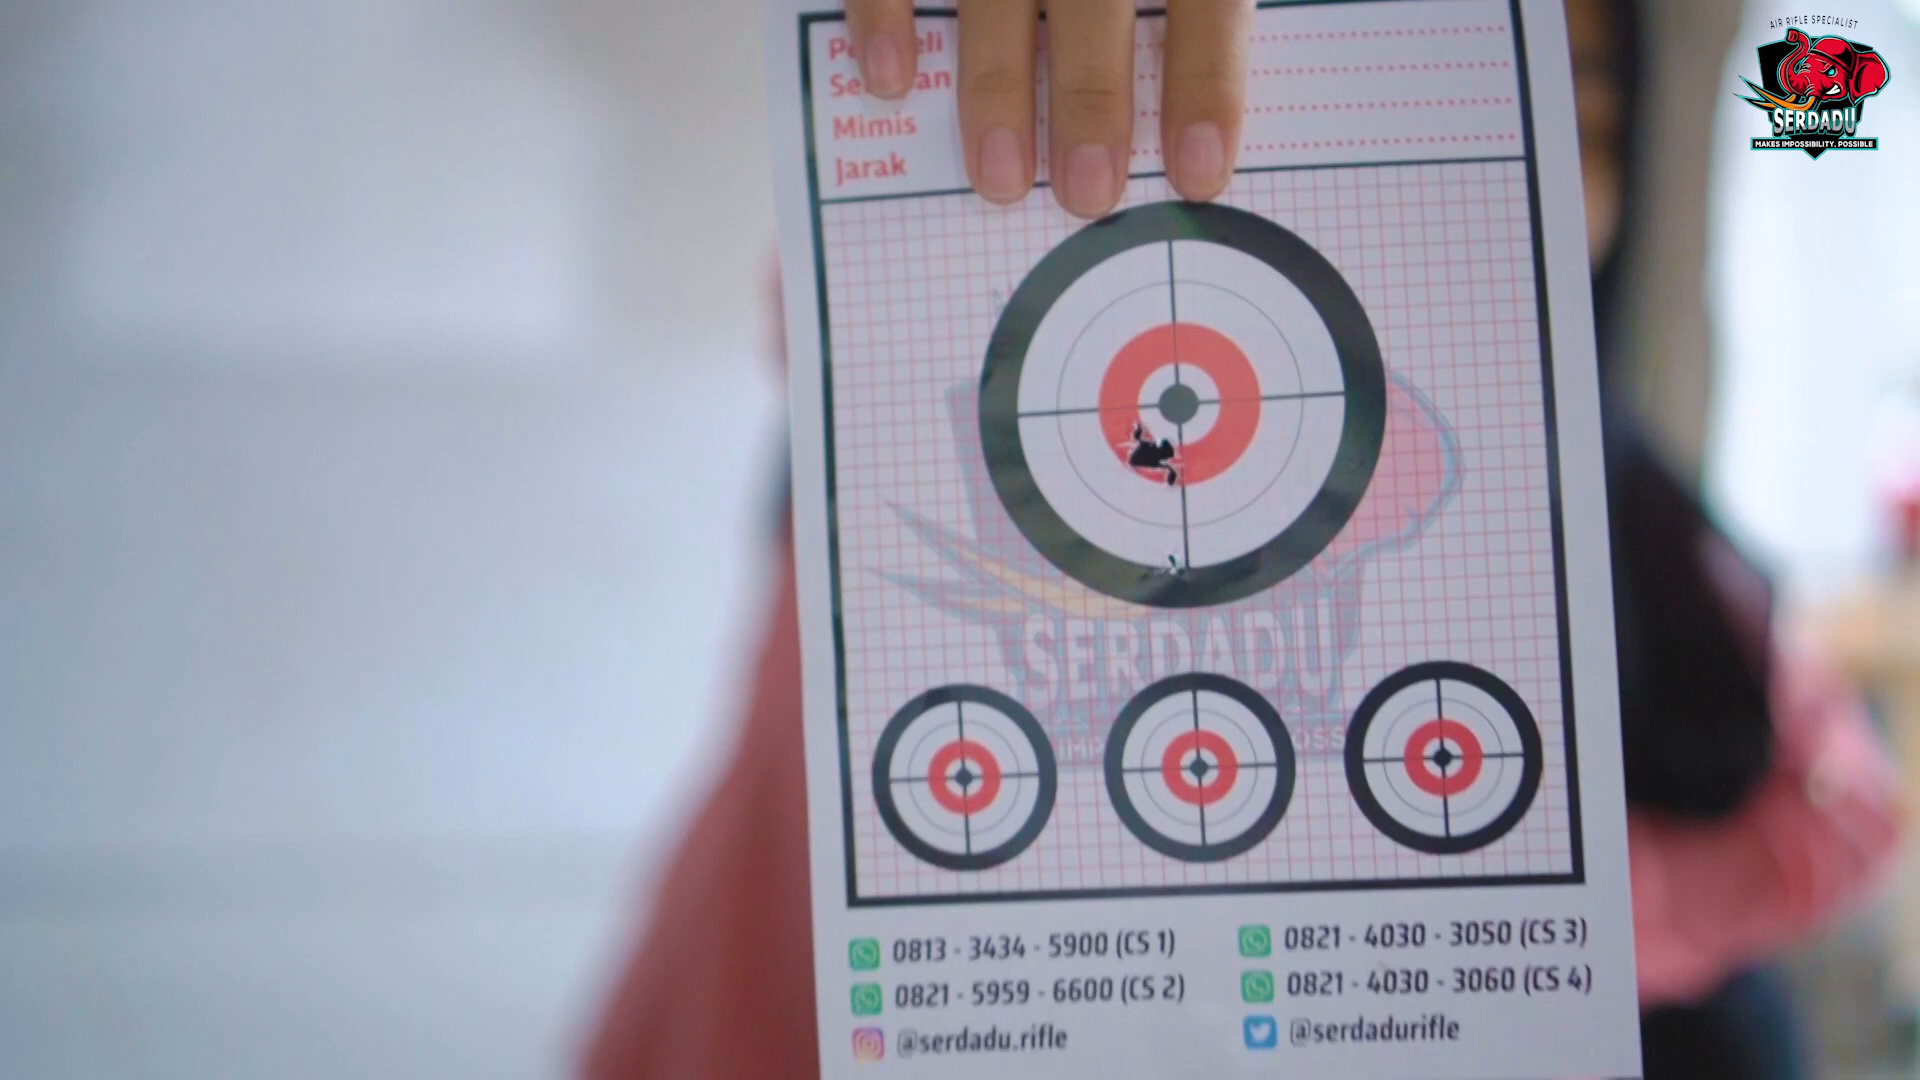 AIR RIFLE SPECIALIST
SERDADU
MAKES IMPOSSIBILITY, POSSIBLE
Mimis
Jarak
SERDADU
0813 - 3434 - 5900 (CS 1)
0821 - 5959 - 6600 (CS 2)
@serdadu.rifle
0821 - 4030 - 3050 (CS 3)
0821 - 4030 - 3060 (CS 4)
@serdadurifle